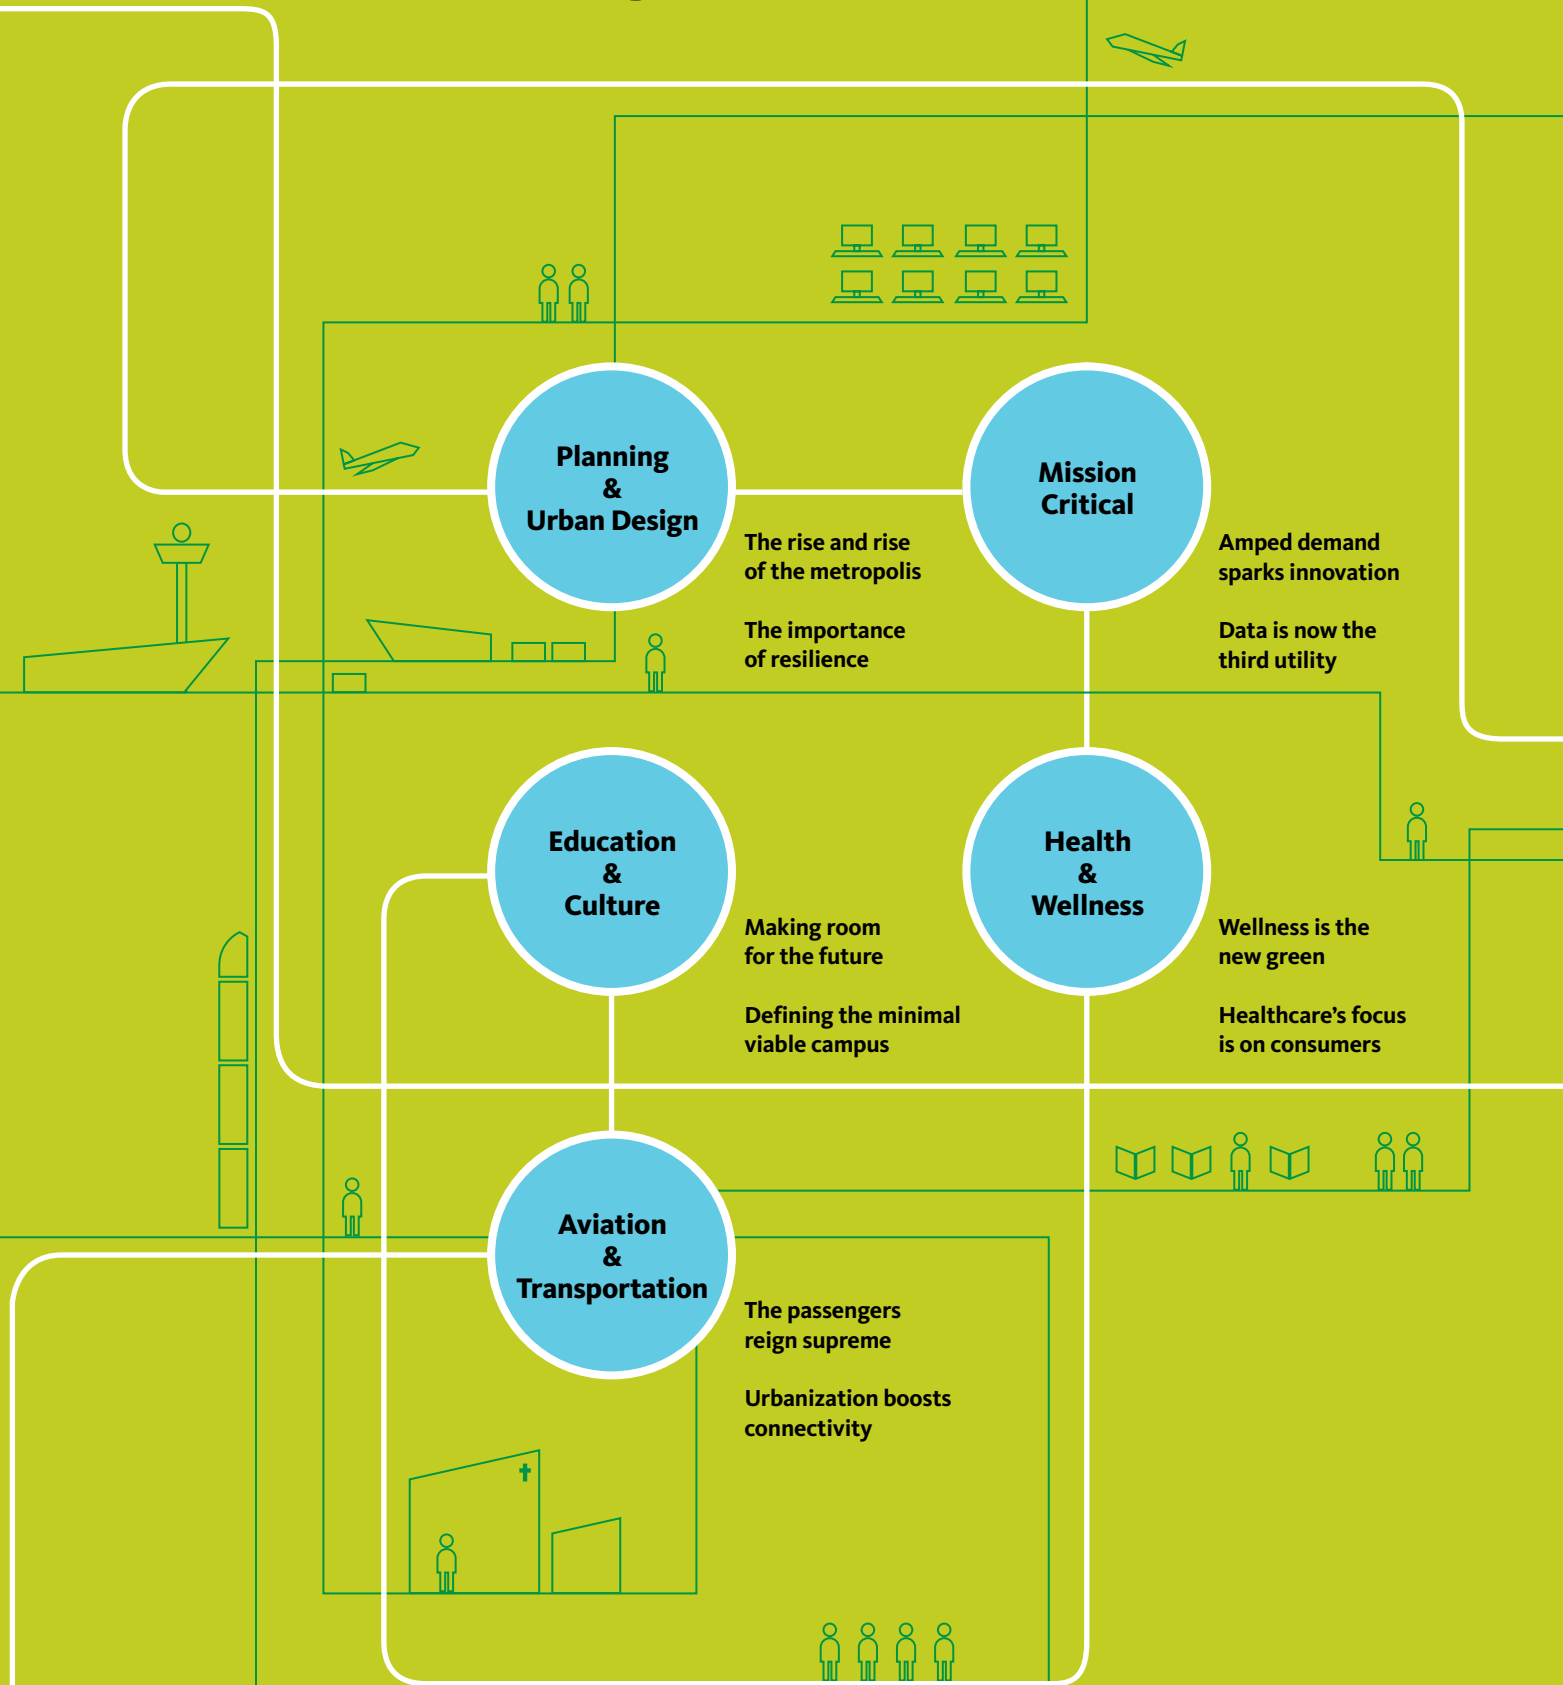 Planning
&
Urban Design
The rise and rise
of the metropolis
The importance
of resilience
Mission
Critical
Amped demand
sparks innovation
Data is now the
third utility
Education
&
Culture
Making room
for the future
Defining the minimal
viable campus
Health
&
Wellness
Wellness is the
new green
Healthcare’s focus
is on consumers
Aviation
&
Transportation
The passengers
reign supreme
Urbanization boosts
connectivity